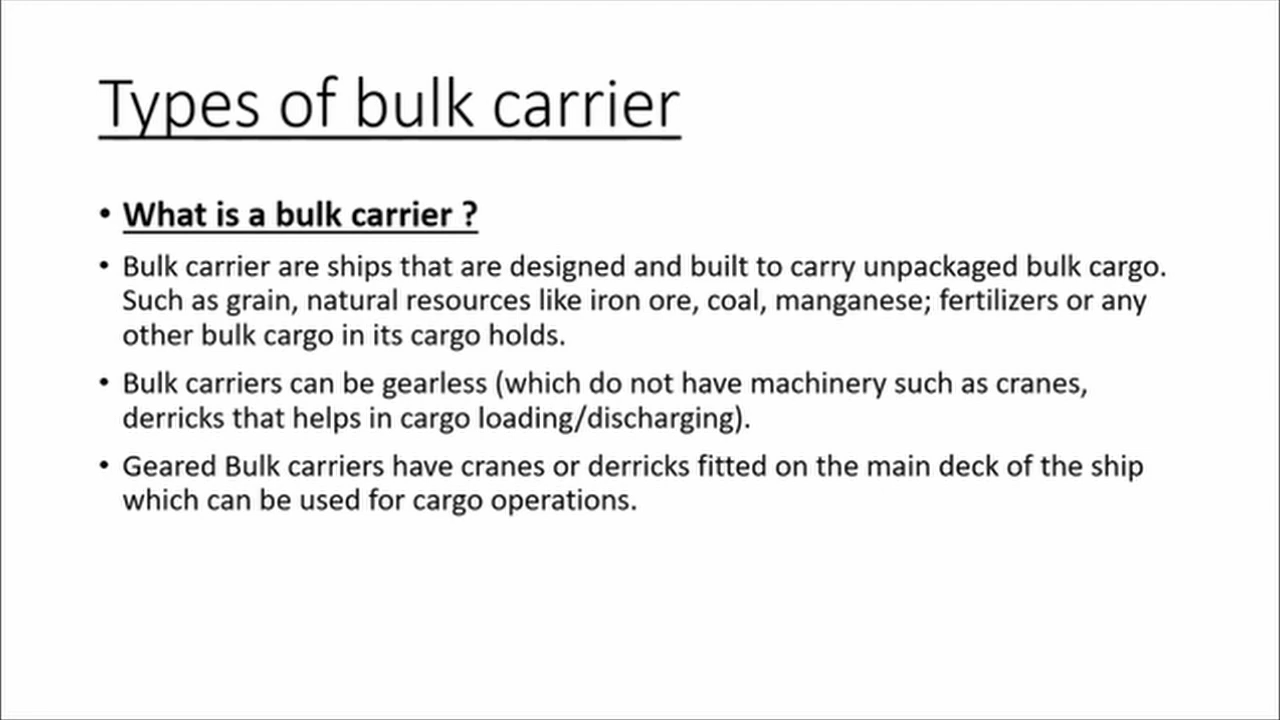 Types of bulk carrier
• What is a bulk carrier ?
• Bulk carrier are ships that are designed and built to carry unpackaged bulk cargo.
Such as grain, natural resources like iron ore, coal, manganese; fertilizers or any
other bulk cargo in its cargo holds.
• Bulk carriers can be gearless (which do not have machinery such as cranes,
derricks that helps in cargo loading/discharging).
• Geared Bulk carriers have cranes or derricks fitted on the main deck of the ship
which can be used for cargo operations.